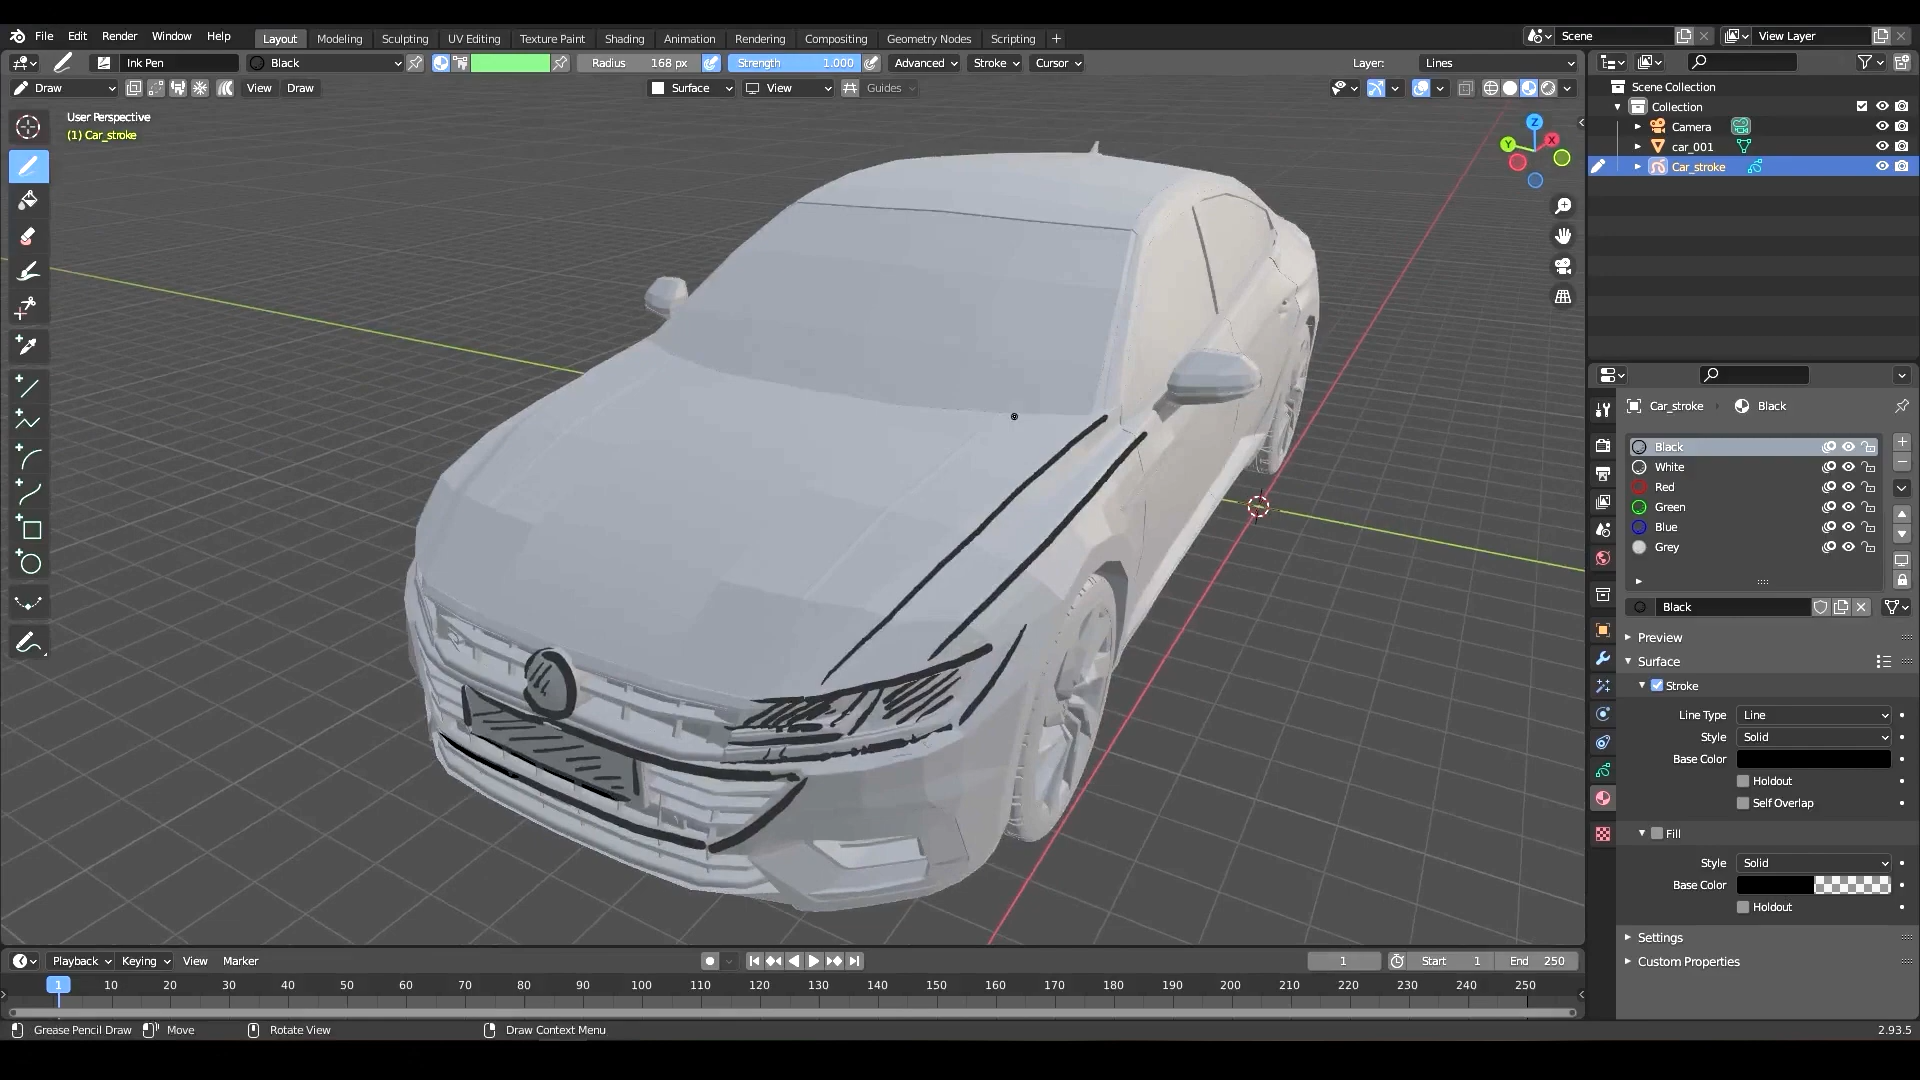 File Edit Render Window Help Layout Modeling Sculpting UV Editing Texture Paint Shading Animation Rendering Compositing Geometry Nodes Scripting + Scene View Layer
Ink Pen Black Radius 168 px Strength 1.000 Advanced Stroke Cursor Layer: Lines
Draw View Draw Surface View Guides
User Perspective
(1) Car_stroke
Z
Y
X
Scene Collection
Collection
Camera
car_001
Car_stroke
Car_stroke Black
Black
White
Red
Green
Blue
Grey
Black
Preview
Surface
Stroke
Line Type Line
Style Solid
Base Color
Holdout
Self Overlap
Fill
Style Solid
Base Color
Holdout
Settings
Custom Properties
Playback Keying View Marker 1 Start 1 End 250
1 10 20 30 40 50 60 70 80 90 100 110 120 130 140 150 160 170 180 190 200 210 220 230 240 250
Grease Pencil Draw Move Rotate View Draw Context Menu 2.93.5